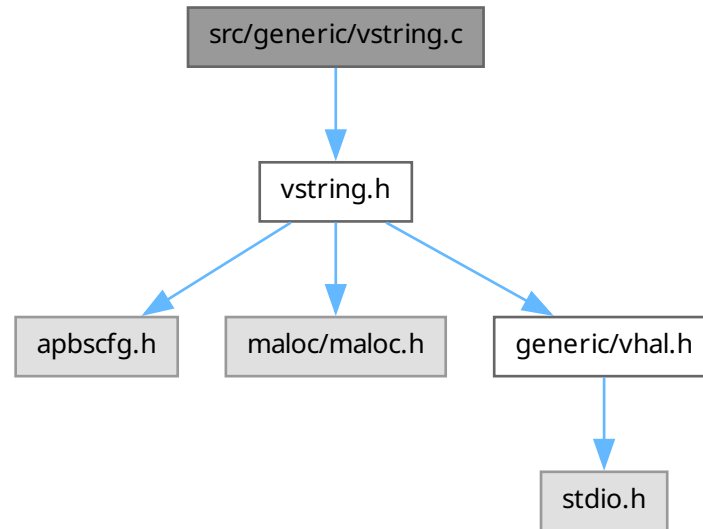 src/generic/vstring.c
vstring.h
apbscfg.h
maloc/maloc.h
generic/vhal.h
stdio.h